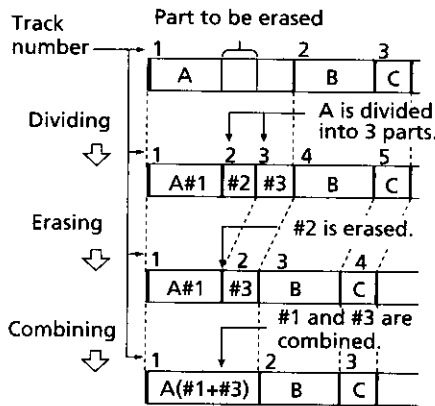 Track number
Part to be erased
1 2 3
A B C
Dividing
A is divided into 3 parts.
1 2 3 4 5
A#1 #2 #3 B C
Erasing
#2 is erased.
1 2 3 4
A#1 #3 B C
Combining
#1 and #3 are combined.
1 2 3
A(#1+#3) B C